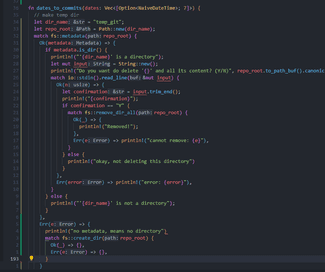 fn dates_to_commits(dates: Vec<Option<NaiveDateTime>; 7]>) {
// make temp dir
let dir_name: &str = "temp_git";
let repo_root: &Path = Path::new(dir_name);
match fs::metadata(path: repo_root) {
Ok(metadata: Metadata) => {
if metadata.is_dir() {
println!("'{dir_name}' is a directory");
let mut input: String = String::new();
println!("Do you want do delete '{}' and all its content? (Y/N)", repo_root.to_path_buf().canonic
match io::stdin().read_line(buf: &mut input) {
Ok(_: usize) => {
let confirmation: &str = input.trim_end();
println!("{confirmation}");
if confirmation == "Y" {
match fs::remove_dir_all(path: repo_root) {
Ok(_) => {
println!("Removed!");
},
Err(e: Error) => println!("cannot remove: {e}"),
}
} else {
println!("okay, not deleting this directory")
}
},
Err(error: Error) => println!("error: {error}"),
}
} else {
println!("'{dir_name}' is not a directory");
}
},
Err(e: Error) => {
println!("no metadata, means no directory");
match fs::create_dir(path: repo_root) {
Ok(_) => {},
Err(e: Error) => {},
193 }